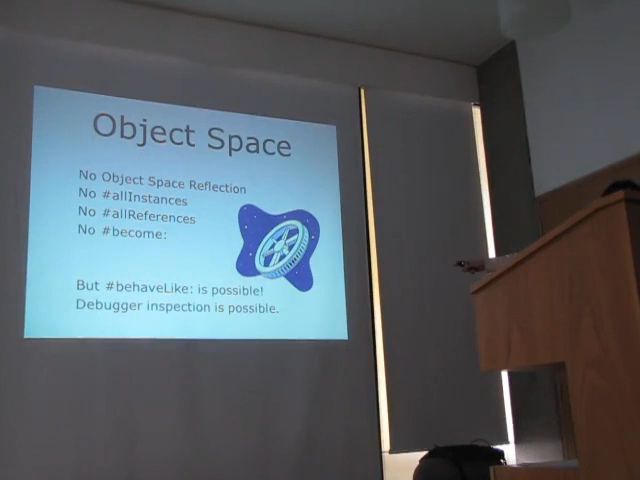 Object Space
No Object Space Reflection
No #allInstances
No #allReferences
No #become:
But #behaveLike: is possible!
Debugger inspection is possible.